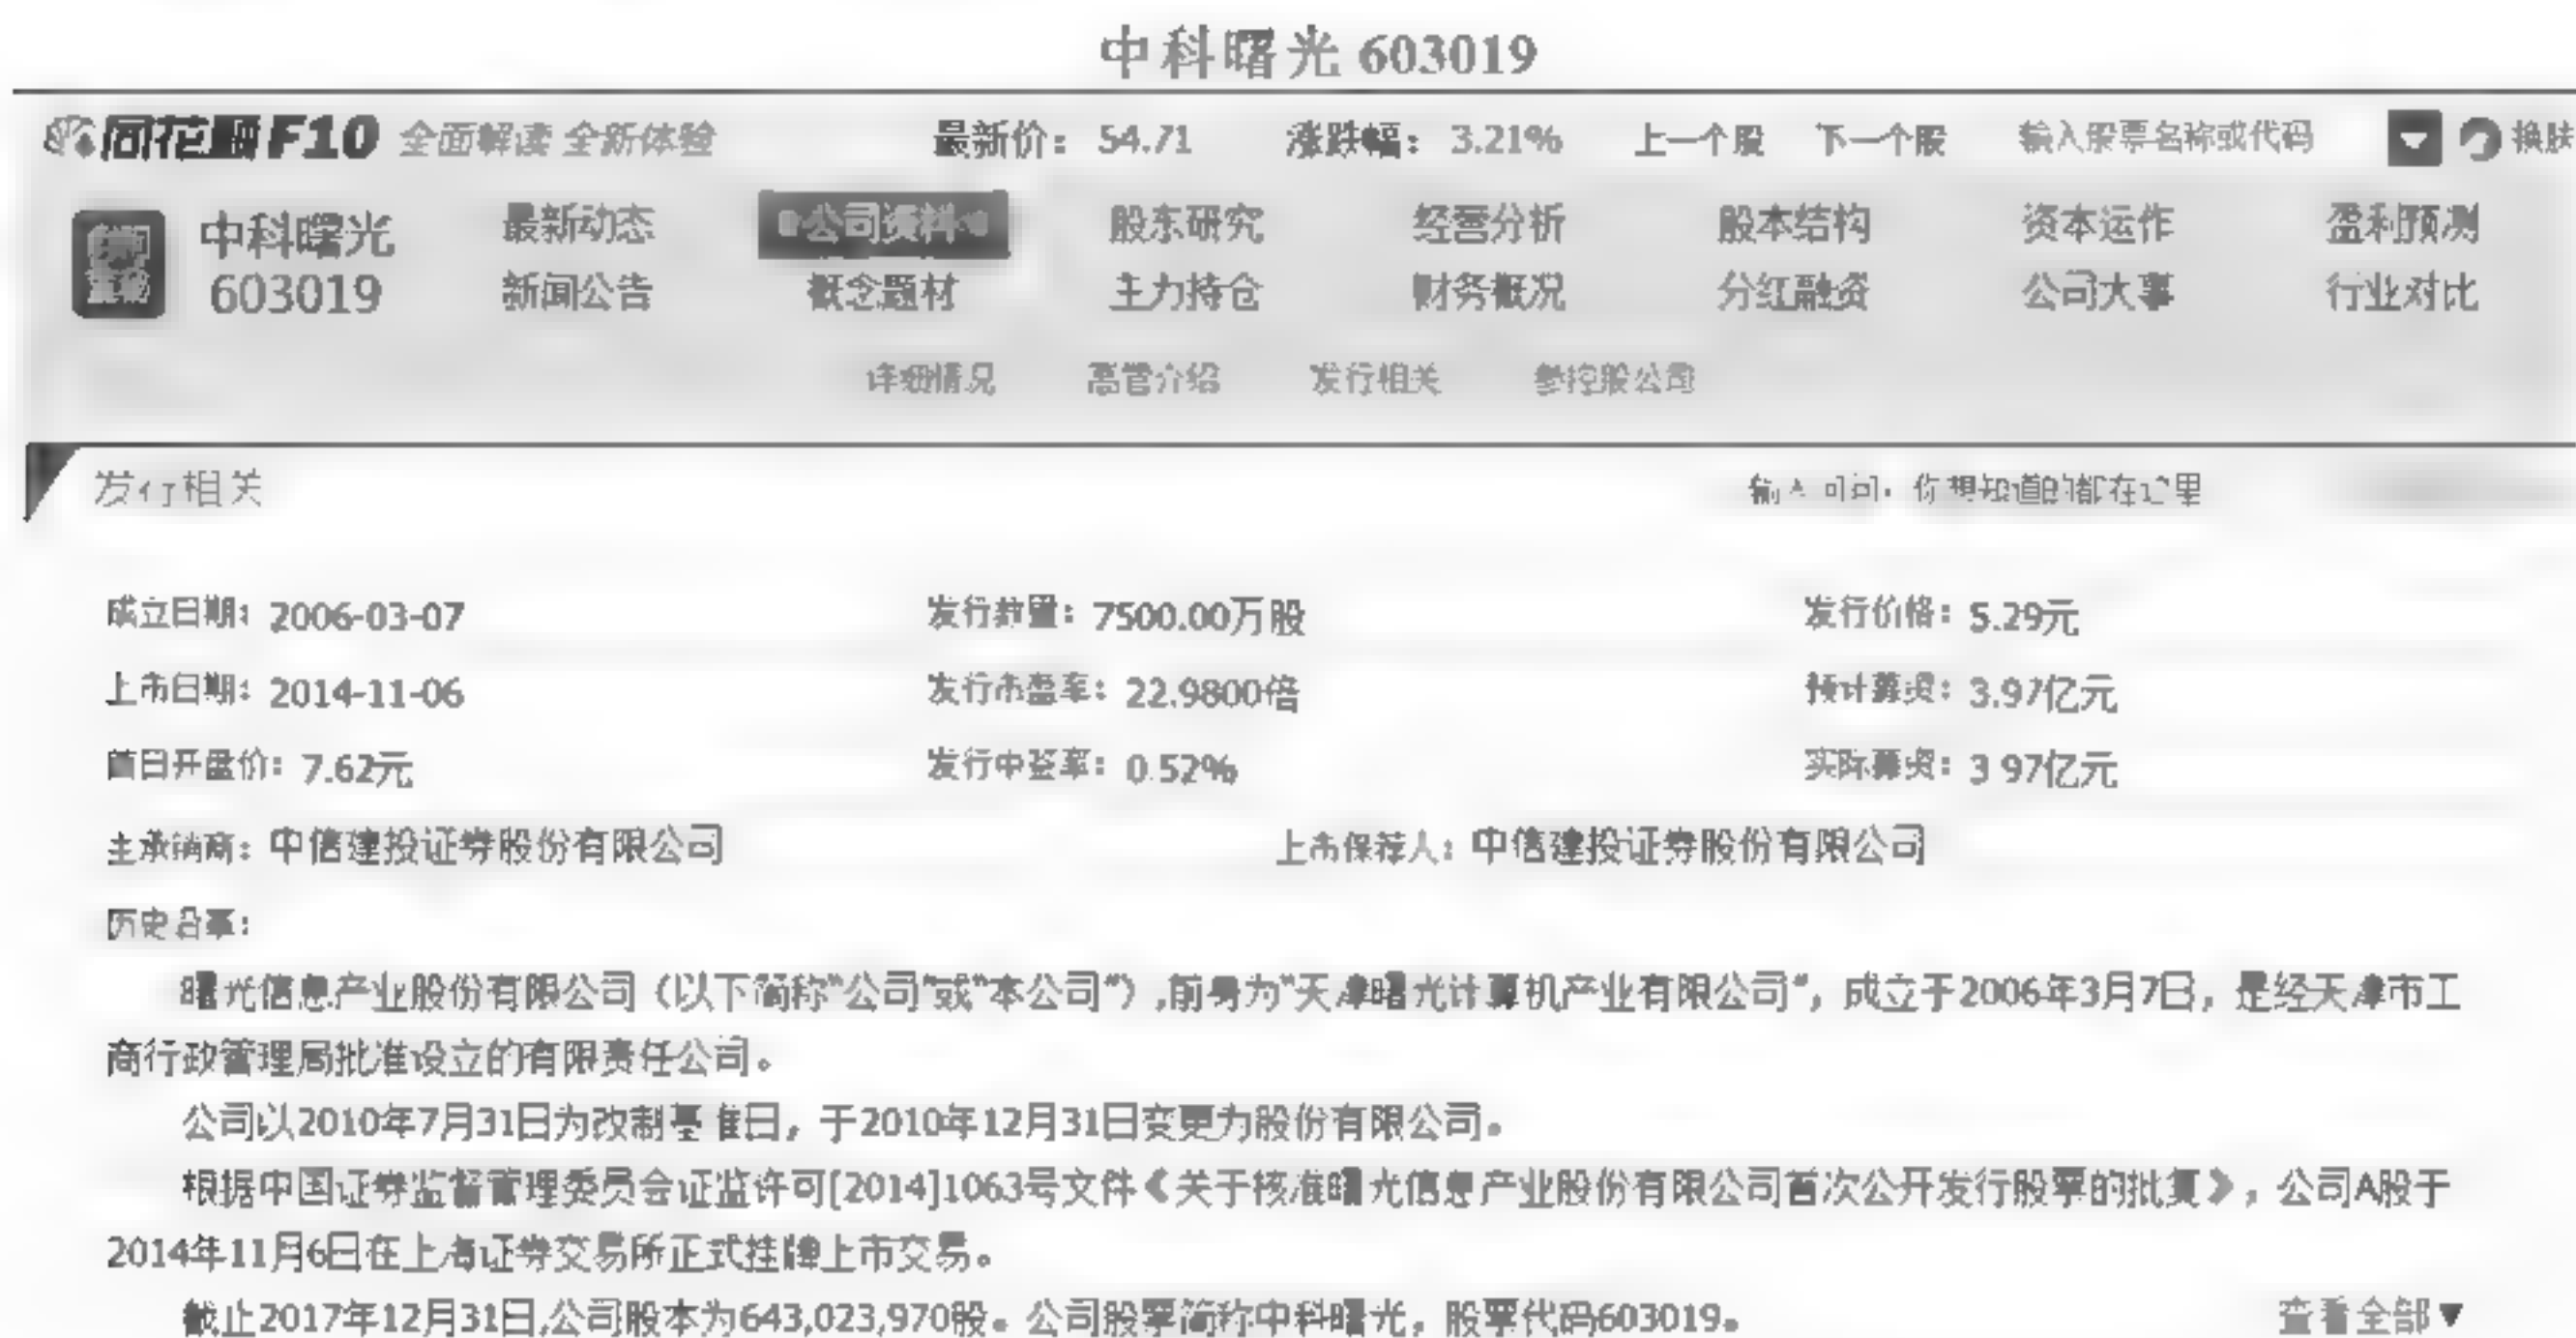 中科曙光 603019
同花顺F10 全面解读 全新体验 最新价： 54.71 涨跌幅： 3.21% 上一个股 下一个股 输入股票名称或代码 换肤
中科曙光 最新动态 公司资料 股东研究 经营分析 股本结构 资本运作 盈利预测
603019 新闻公告 概念题材 主力持仓 财务概况 分红融资 公司大事 行业对比
详细情况 高管介绍 发行相关 参控股公司
发行相关 输入问句，你想知道的都在这里
成立日期：2006-03-07 发行数量：7500.00万股 发行价格：5.29元
上市日期：2014-11-06 发行市盈率：22.9800倍 预计募资：3.97亿元
首日开盘价：7.62元 发行中签率：0.52% 实际募资：3.97亿元
主承销商：中信建投证券股份有限公司 上市保荐人：中信建投证券股份有限公司
历史沿革：
曙光信息产业股份有限公司（以下简称"公司"或"本公司"）,前身为"天津曙光计算机产业有限公司"，成立于2006年3月7日，是经天津市工
商行政管理局批准设立的有限责任公司。
公司以2010年7月31日为改制基准日，于2010年12月31日变更为股份有限公司。
根据中国证券监督管理委员会证监许可[2014]1063号文件《关于核准曙光信息产业股份有限公司首次公开发行股票的批复》，公司A股于
2014年11月6日在上海证券交易所正式挂牌上市交易。
截止2017年12月31日,公司股本为643,023,970股。公司股票简称中科曙光，股票代码603019。 查看全部▼